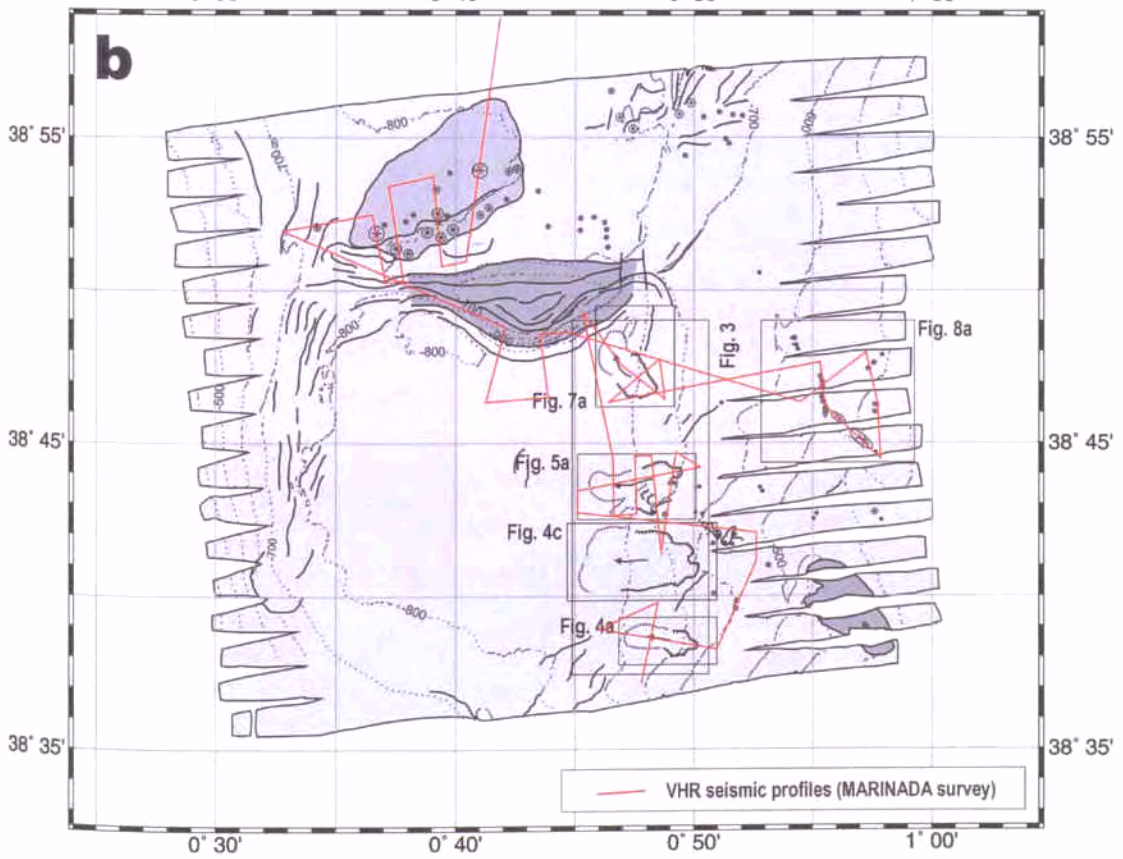 b
-800
700
-700
600
38° 55'
38° 55'
-800
-800
Fig. 3
Fig. 8a
-500
Fig. 7a
38° 45'
38° 45'
Fig. 5a
Fig. 4c
-700
-800
Fig. 4a
38° 35'
38° 35'
VHR seismic profiles (MARINADA survey)
0° 30'
0° 40'
0° 50'
1° 00'